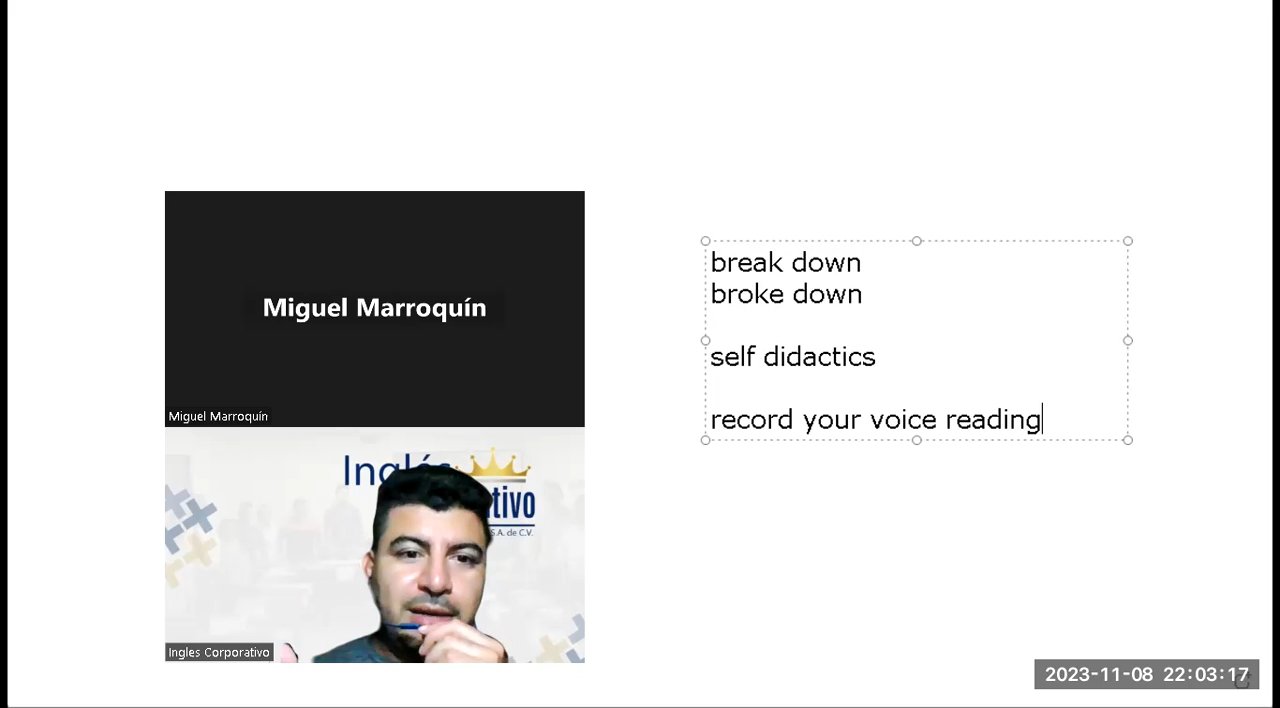 Miguel Marroquín
Miguel Marroquín
break down
broke down
self didactics
record your voice reading
Inglés
tivo
S.A. de C.V.
Ingles Corporativo
2023-11-08 22:03:17